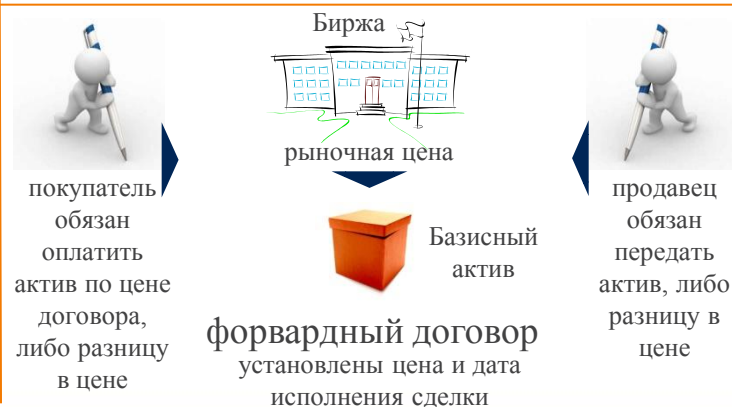 Биржа
рыночная цена
покупатель
обязан
оплатить
актив по цене
договора,
либо разницу
в цене
Базисный
актив
форвардный договор
установлены цена и дата
исполнения сделки
продавец
обязан
передать
актив, либо
разницу в
цене